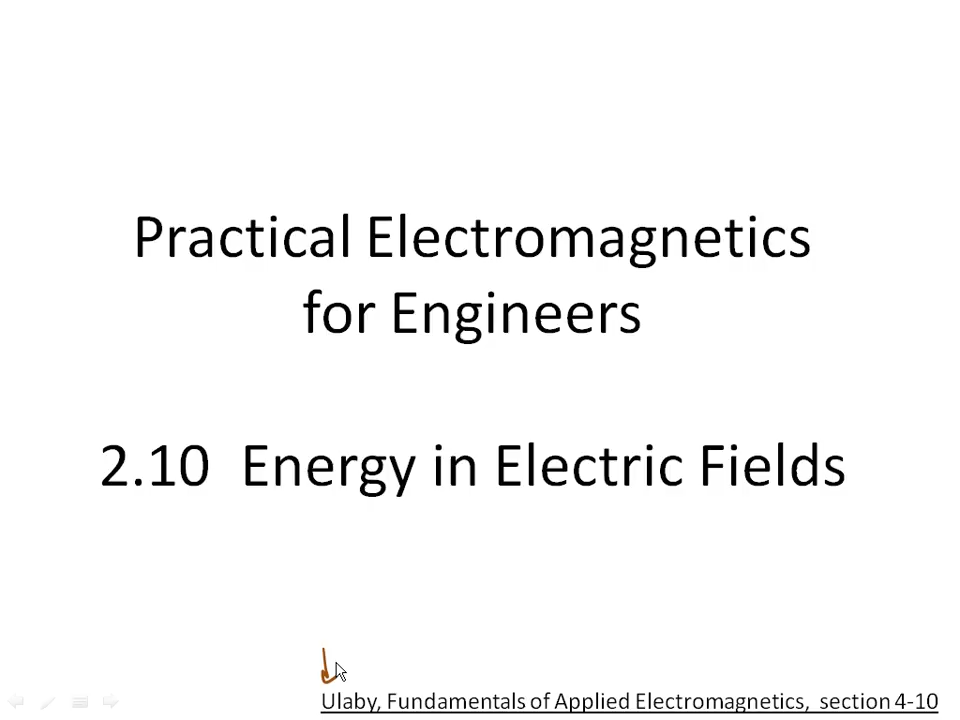 Practical Electromagnetics
for Engineers
2.10 Energy in Electric Fields
Ulaby, Fundamentals of Applied Electromagnetics, section 4-10